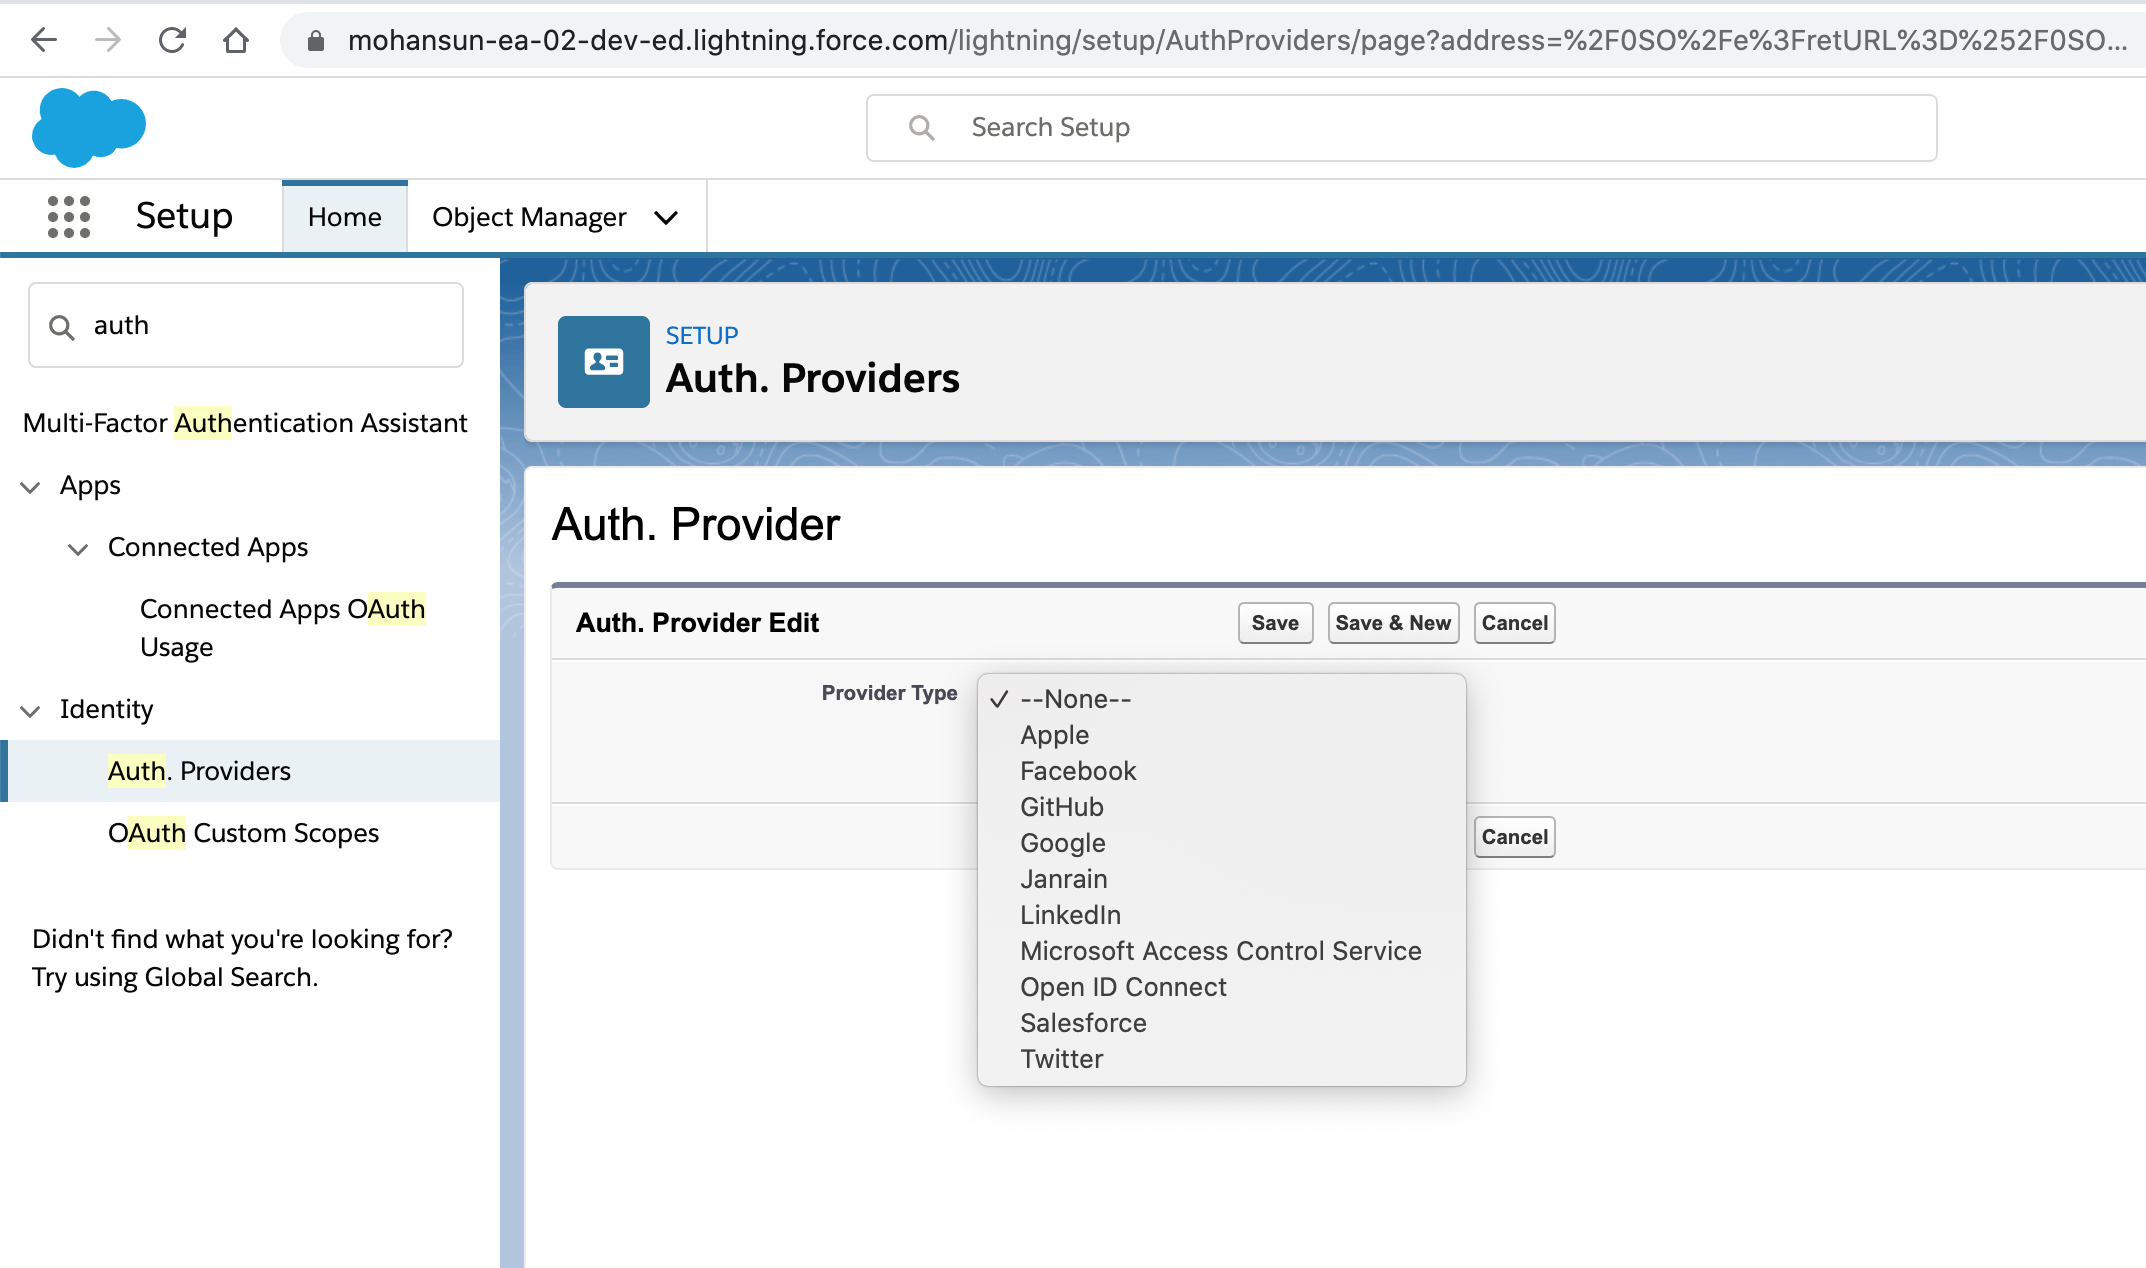 mohansun-ea-02-dev-ed.lightning.force.com/lightning/setup/AuthProviders/page?address=%2F0SO%2Fe%3FretURL%3D%252F0SO...
Search Setup
Setup
Home
Object Manager
auth
Multi-Factor Authentication Assistant
Apps
Connected Apps
Connected Apps OAuth
Usage
Identity
Auth. Providers
OAuth Custom Scopes
Didn't find what you're looking for?
Try using Global Search.
SETUP
Auth. Providers
Auth. Provider
Auth. Provider Edit
Save
Save & New
Cancel
Provider Type
--None--
Apple
Facebook
GitHub
Google
Janrain
LinkedIn
Microsoft Access Control Service
Open ID Connect
Salesforce
Twitter
Cancel